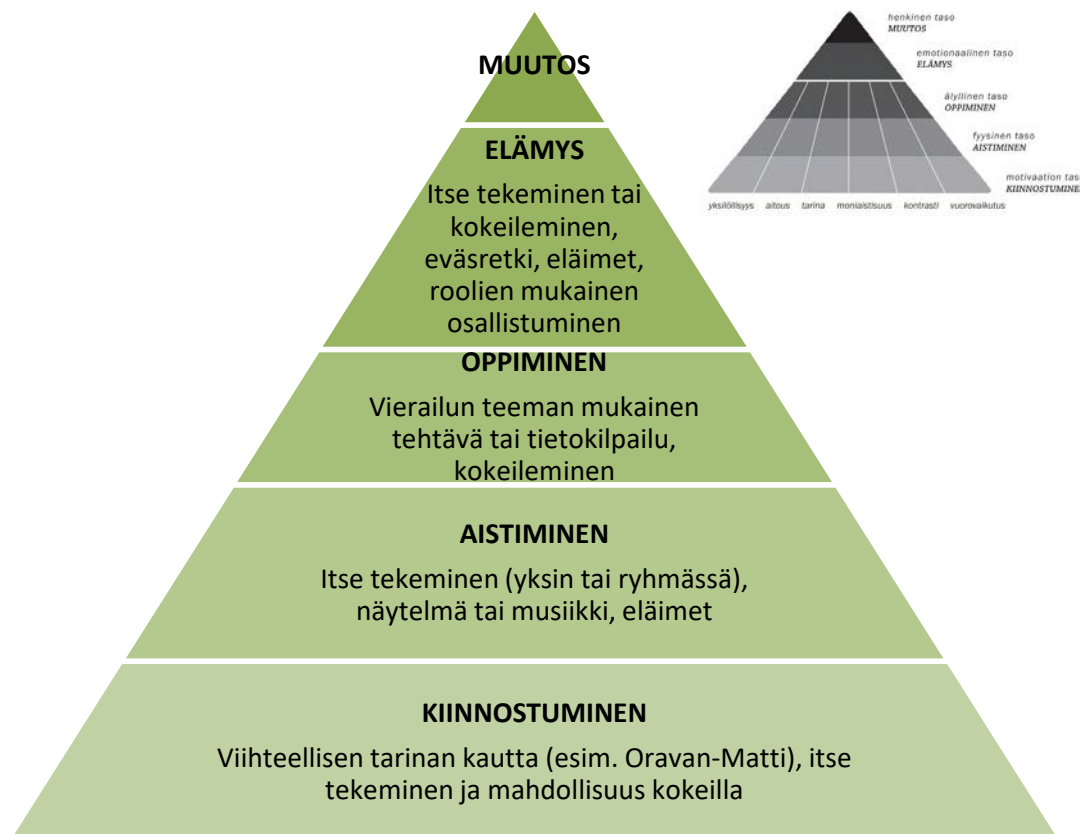 MUUTOS
ELÄMYS
Itse tekeminen tai
kokeileminen,
eväsretki, eläimet,
roolien mukainen
osallistuminen
OPPIMINEN
Vierailun teeman mukainen
tehtävä tai tietokilpailu,
kokeileminen
AISTIMINEN
Itse tekeminen (yksin tai ryhmässä),
näytelmä tai musiikki, eläimet
KIINNOSTUMINEN
Viihteellisen tarinan kautta (esim. Oravan-Matti), itse
tekeminen ja mahdollisuus kokeilla
henkinen taso
MUUTOS
emotionaalinen taso
ELÄMYS
älyllinen taso
OPPIMINEN
fyysinen taso
AISTIMINEN
motivaation taso
KIINNOSTUMINE
yksilöllisyys aitous tarina moniaistisuus kontrasti vuorovaikutus